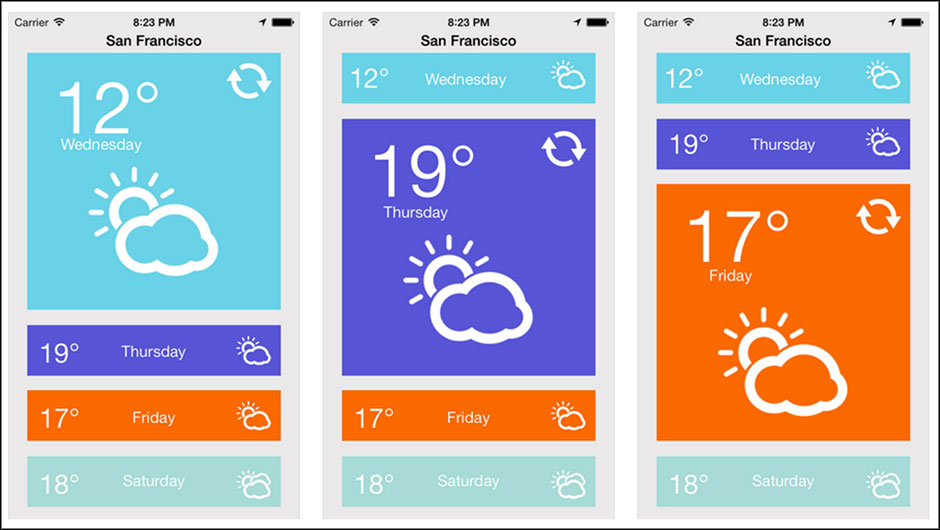 Carrier 8:23 PM
San Francisco
12°
Wednesday
19° Thursday
17° Friday
18° Saturday
Carrier 8:23 PM
San Francisco
12° Wednesday
19°
Thursday
17° Friday
18° Saturday
Carrier 8:23 PM
San Francisco
12° Wednesday
19° Thursday
17°
Friday
18° Saturday